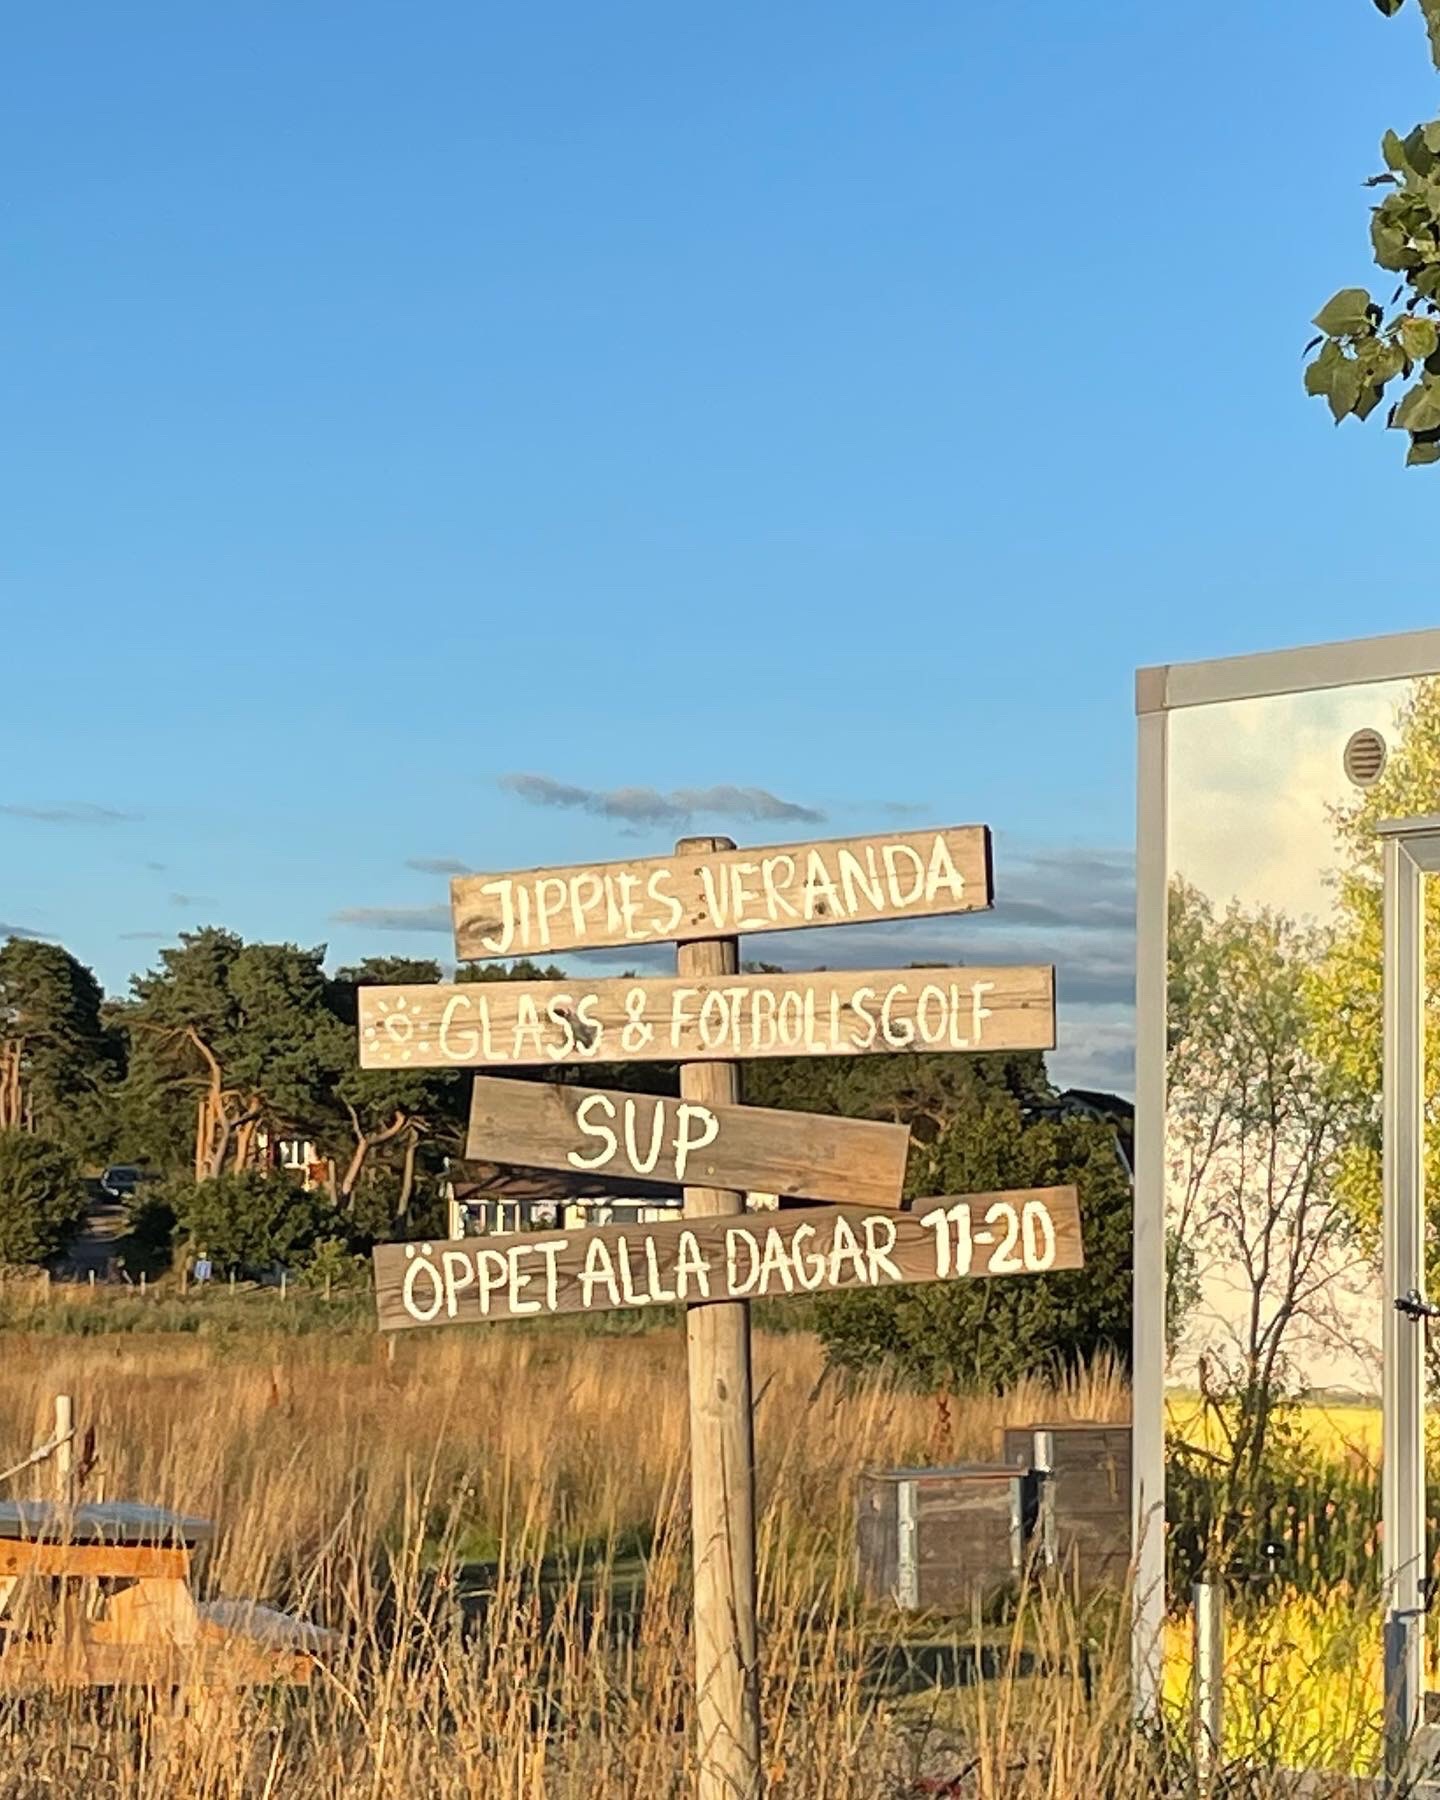 JIPPIES VERANDA
GLASS & FOTBOLLSGOLF
SUP
ÖPPET ALLA DAGAR 11-20